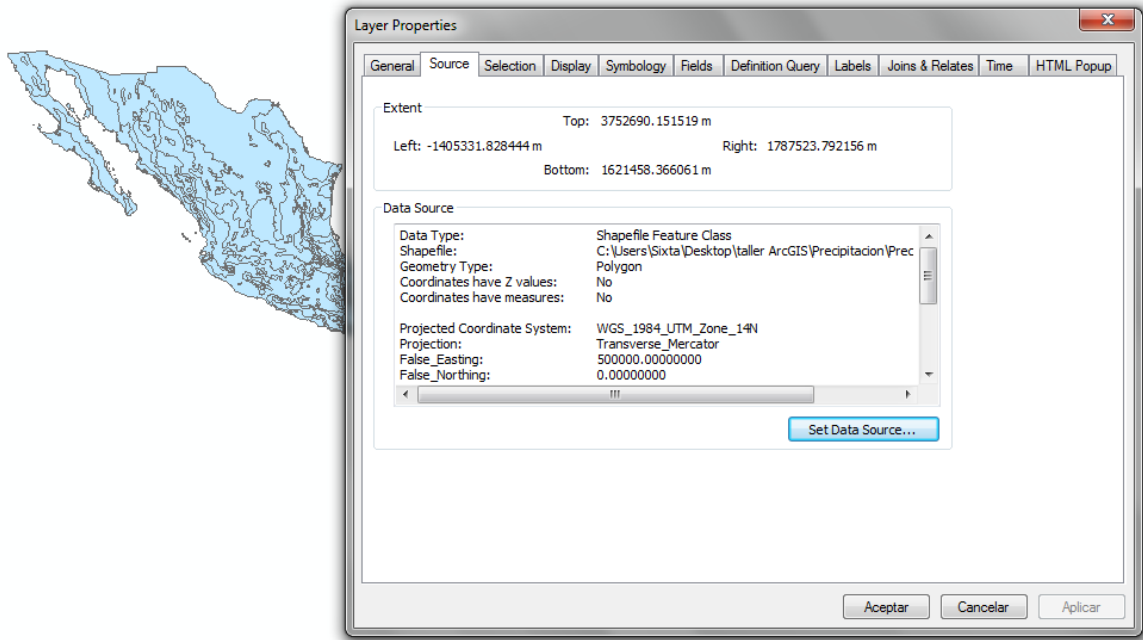 Layer Properties
General Source Selection Display Symbology Fields Definition Query Labels Joins & Relates Time HTML Popup
Extent
Top: 3752690.151519 m
Left: -1405331.828444 m Right: 1787523.792156 m
Bottom: 1621458.366061 m
Data Source
Data Type: Shapefile Feature Class
Shapefile: C:\Users\Sixta\Desktop\taller ArcGIS\Precipitacion\Prec
Geometry Type: Polygon
Coordinates have Z values: No
Coordinates have measures: No
Projected Coordinate System: WGS_1984_UTM_Zone_14N
Projection: Transverse_Mercator
False_Easting: 500000.00000000
False_Northing: 0.00000000
Set Data Source...
Aceptar Cancelar Aplicar